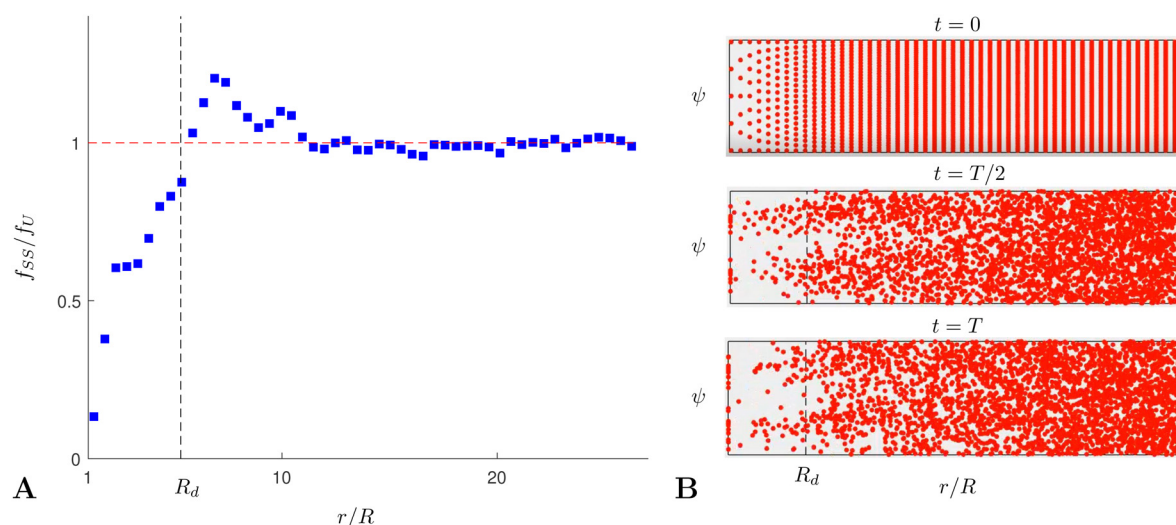 1
0.5
0
f_SS/f_U
1
R_d
10
20
r/R
A
t = 0
ψ
t = T/2
ψ
t = T
ψ
R_d
r/R
B